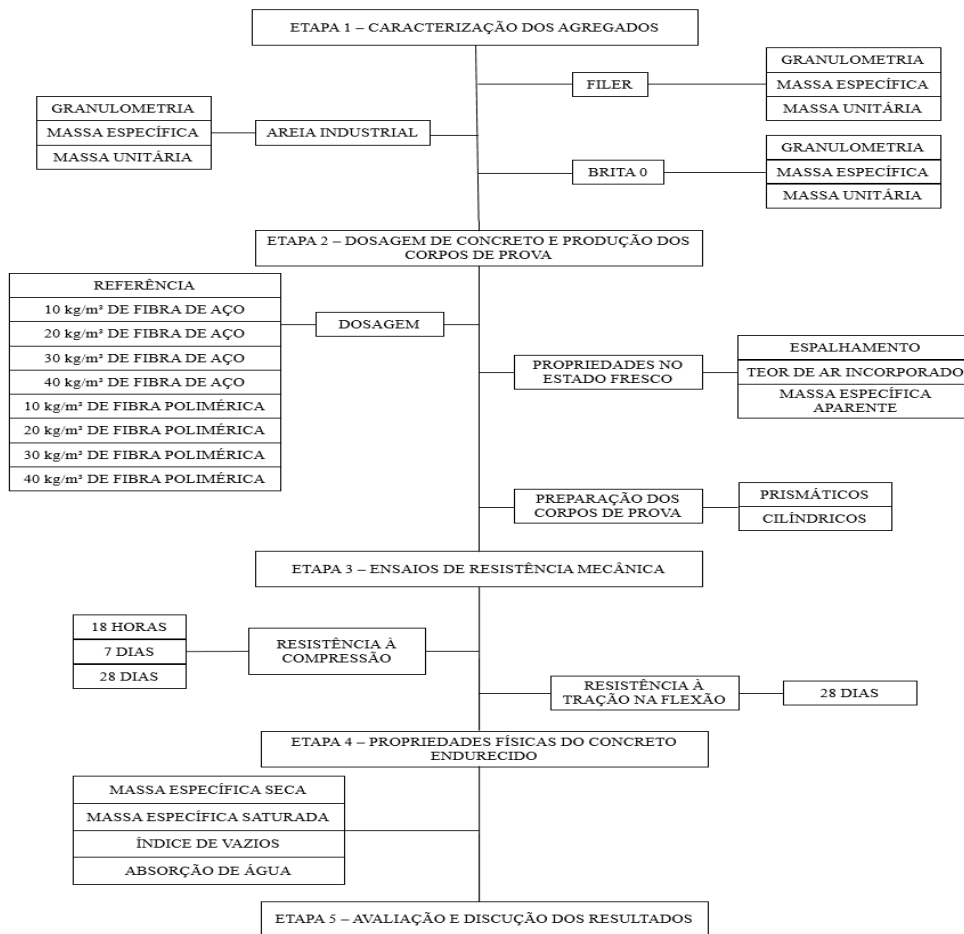 ETAPA 1 – CARACTERIZAÇÃO DOS AGREGADOS
FILER
GRANULOMETRIA
MASSA ESPECÍFICA
MASSA UNITÁRIA
GRANULOMETRIA
MASSA ESPECÍFICA
MASSA UNITÁRIA
AREIA INDUSTRIAL
BRITA 0
GRANULOMETRIA
MASSA ESPECÍFICA
MASSA UNITÁRIA
ETAPA 2 – DOSAGEM DE CONCRETO E PRODUÇÃO DOS
CORPOS DE PROVA
REFERÊNCIA
10 kg/m³ DE FIBRA DE AÇO
20 kg/m³ DE FIBRA DE AÇO
30 kg/m³ DE FIBRA DE AÇO
40 kg/m³ DE FIBRA DE AÇO
10 kg/m³ DE FIBRA POLIMÉRICA
20 kg/m³ DE FIBRA POLIMÉRICA
30 kg/m³ DE FIBRA POLIMÉRICA
40 kg/m³ DE FIBRA POLIMÉRICA
DOSAGEM
PROPRIEDADES NO
ESTADO FRESCO
ESPALHAMENTO
TEOR DE AR INCORPORADO
MASSA ESPECÍFICA
APARENTE
PREPARAÇÃO DOS
CORPOS DE PROVA
PRISMÁTICOS
CILÍNDRICOS
ETAPA 3 – ENSAIOS DE RESISTÊNCIA MECÂNICA
18 HORAS
7 DIAS
28 DIAS
RESISTÊNCIA À
COMPRESSÃO
RESISTÊNCIA À
TRAÇÃO NA FLEXÃO
28 DIAS
ETAPA 4 – PROPRIEDADES FÍSICAS DO CONCRETO
ENDURECIDO
MASSA ESPECÍFICA SECA
MASSA ESPECÍFICA SATURADA
ÍNDICE DE VAZIOS
ABSORÇÃO DE ÁGUA
ETAPA 5 – AVALIAÇÃO E DISCUÇÃO DOS RESULTADOS